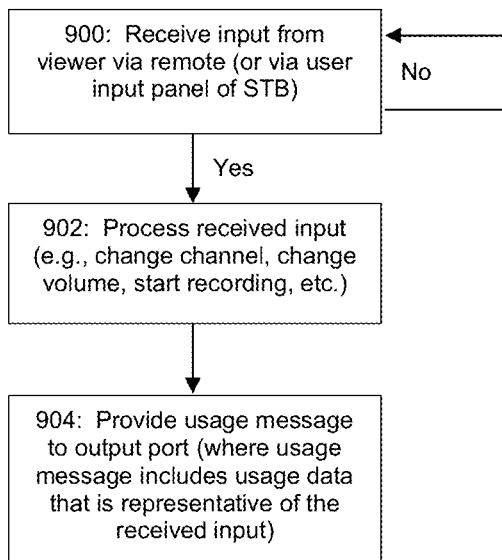 900: Receive input from
viewer via remote (or via user
input panel of STB)
No
Yes
902: Process received input
(e.g., change channel, change
volume, start recording, etc.)
904: Provide usage message
to output port (where usage
message includes usage data
that is representative of the
received input)